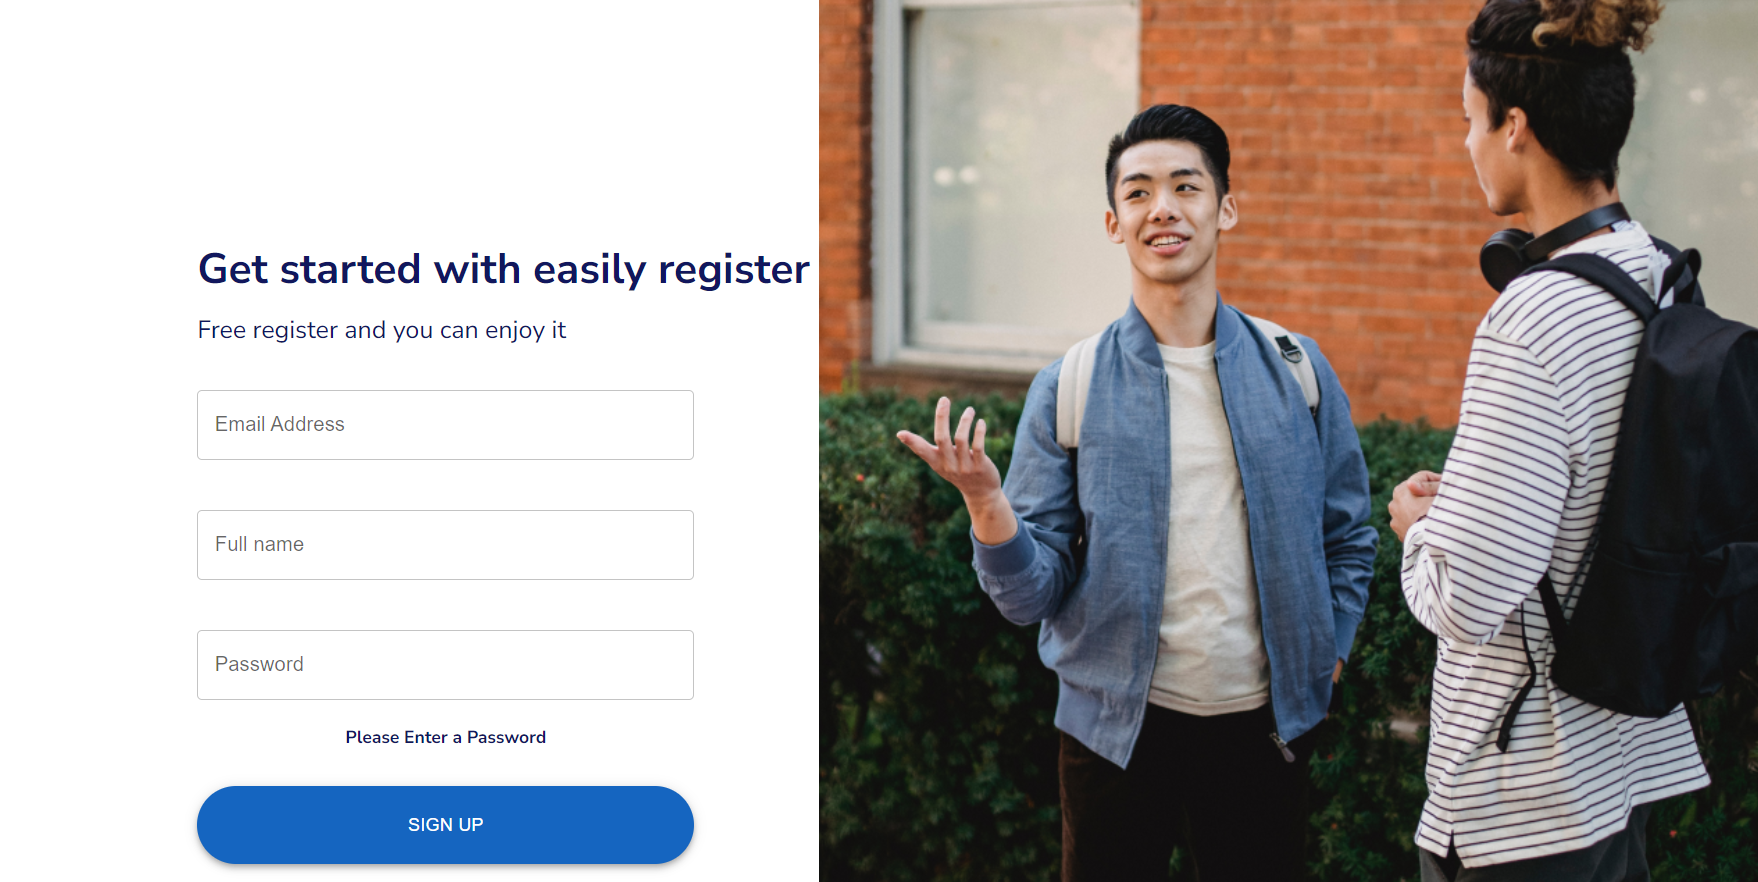 Get started with easily register
Free register and you can enjoy it
Email Address
Full name
Password
Please Enter a Password
SIGN UP